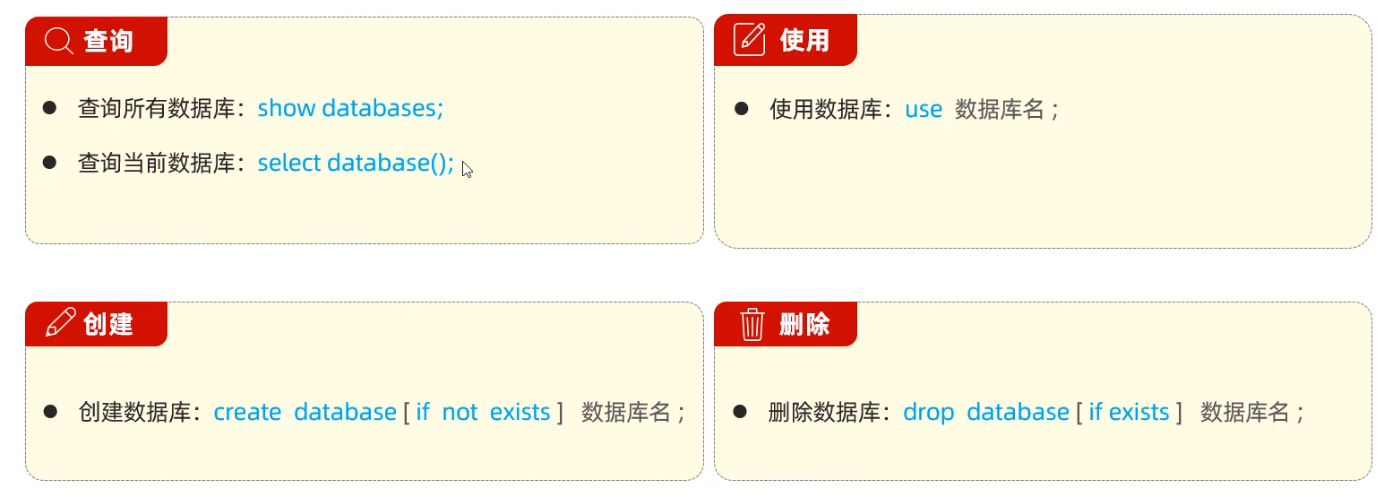 查询
查询所有数据库：show databases;
查询当前数据库：select database();
使用
使用数据库：use 数据库名 ;
创建
创建数据库：create database [ if not exists ] 数据库名 ;
删除
删除数据库：drop database [ if exists ] 数据库名 ;